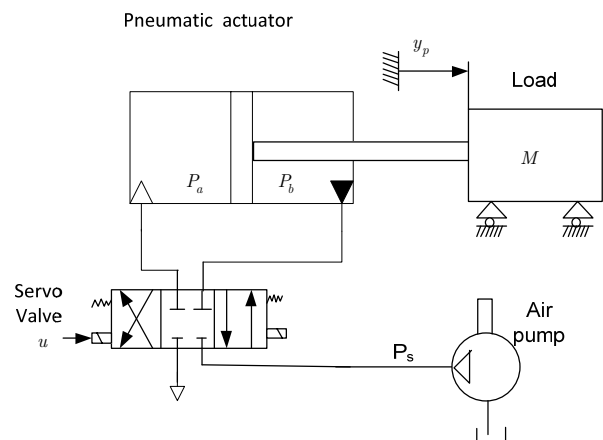 Pneumatic actuator
y_p
Load
P_a
P_b
M
Servo
Valve
u
Air
pump
P_s